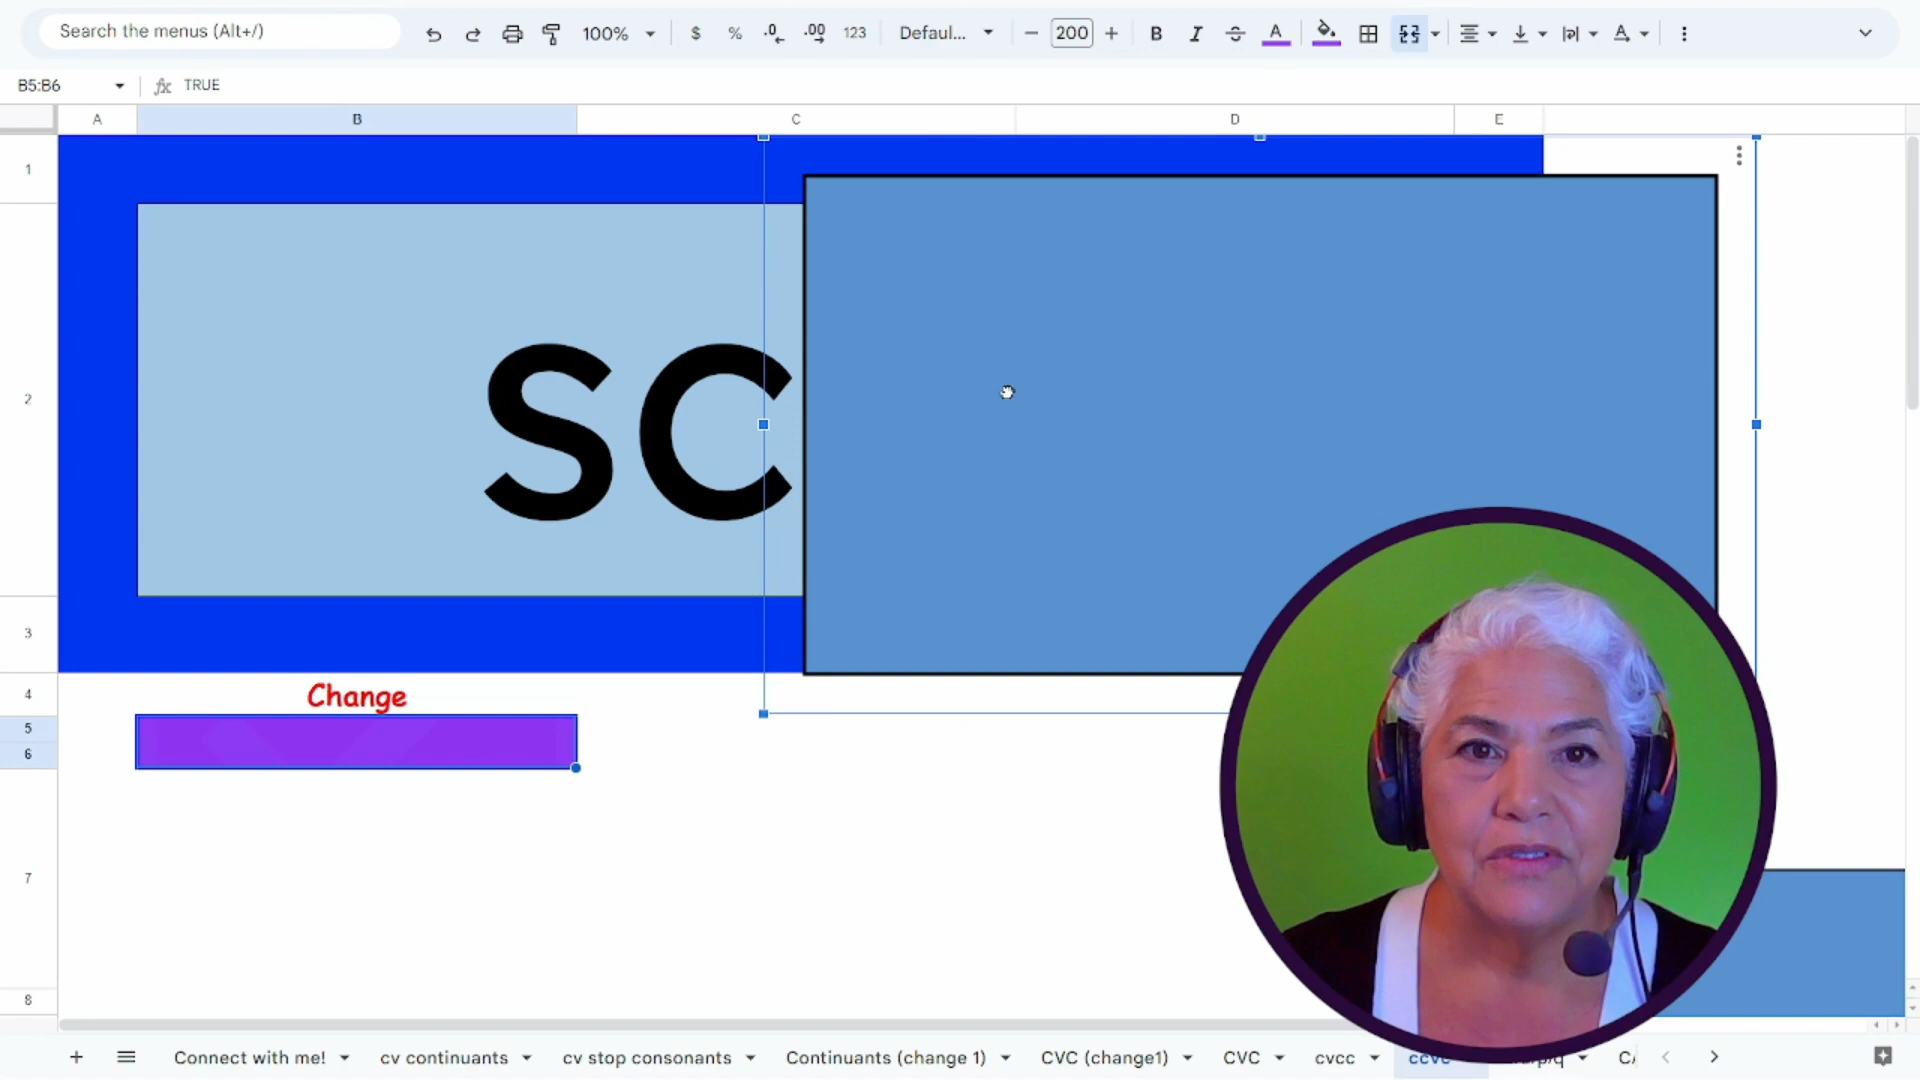 Search the menus (Alt+/)
100%
$ % .0 .00 123
Defaul...
200
B I A A
B5:B6
fx TRUE
A B C D E
1
2
sc
3
4
Change
5
6
7
8
Connect with me! cv continuants cv stop consonants Continuants (change 1) CVC (change1) CVC cvcc ccvc